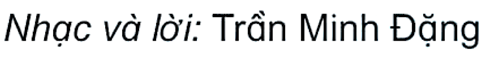 Nhạc và lời: Trần Minh Đặng